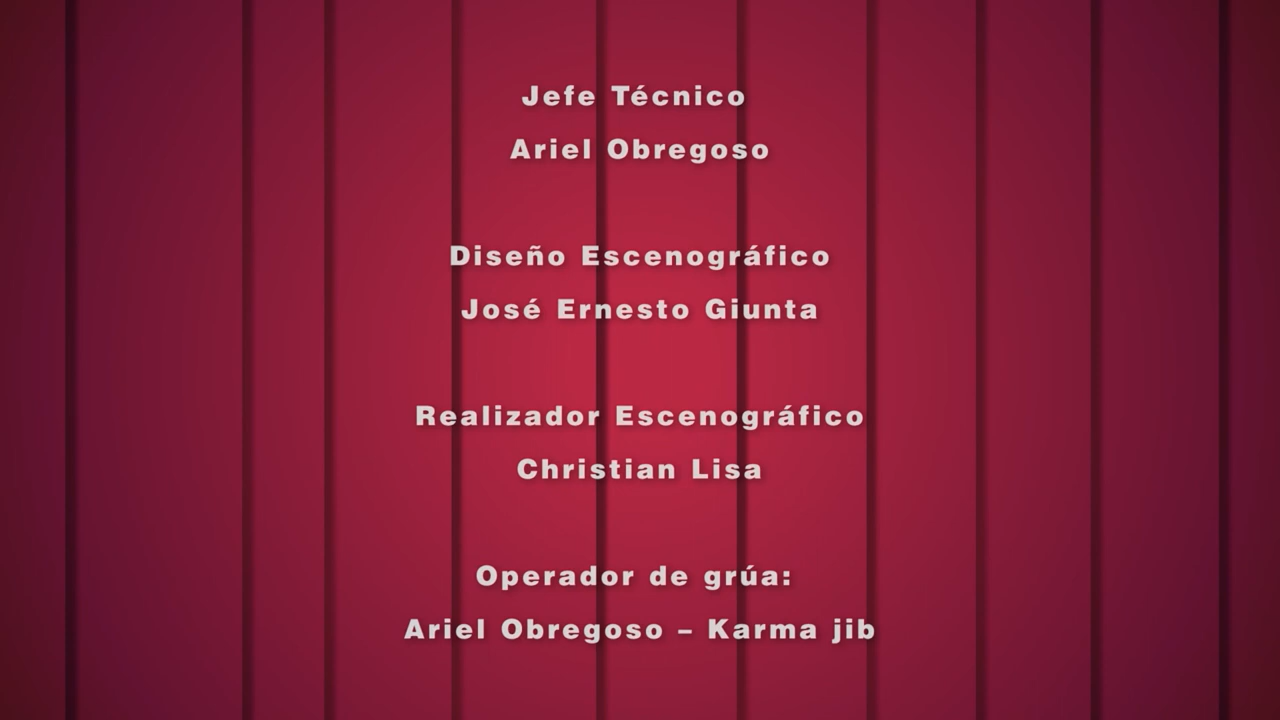 Jefe Técnico
Ariel Obregoso
Diseño Escenográfico
José Ernesto Giunta
Realizador Escenográfico
Christian Lisa
Operador de grúa:
Ariel Obregoso – Karma jib